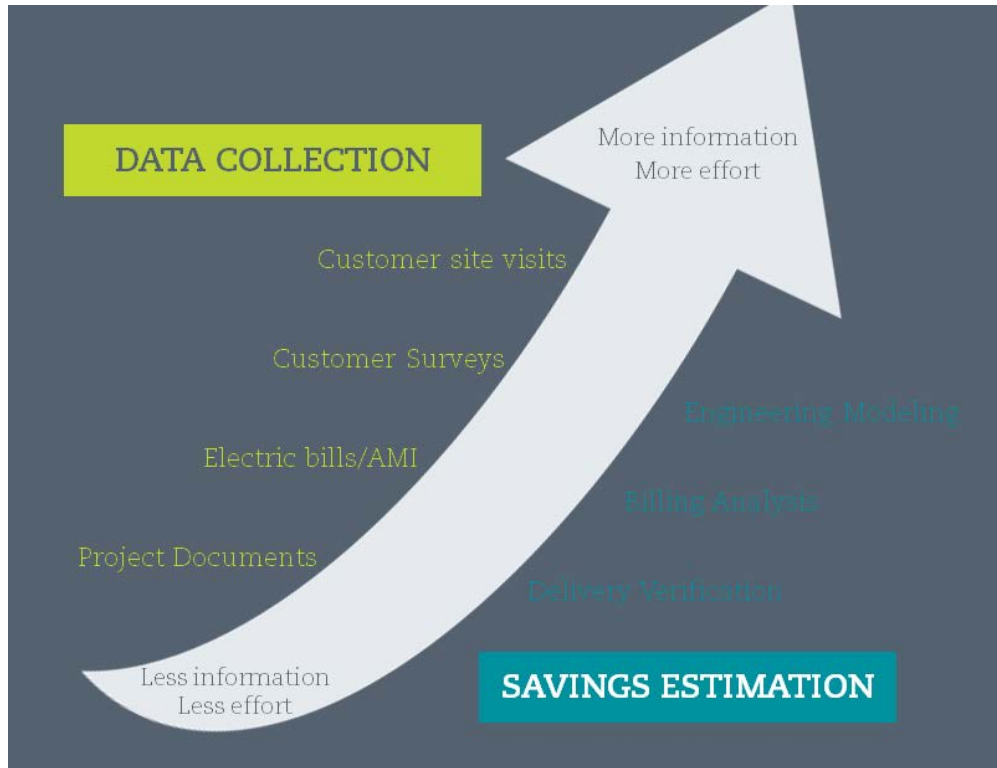 DATA COLLECTION
More information
More effort
Customer site visits
Customer Surveys
Engineering Modeling
Electric bills/AMI
Billing Analysis
Project Documents
Delivery Verification
Less information
Less effort
SAVINGS ESTIMATION